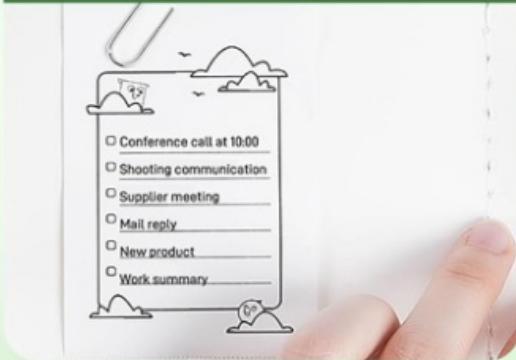 Conference call at 10:00
Shooting communication
Supplier meeting
Mail reply
New product
Work summary